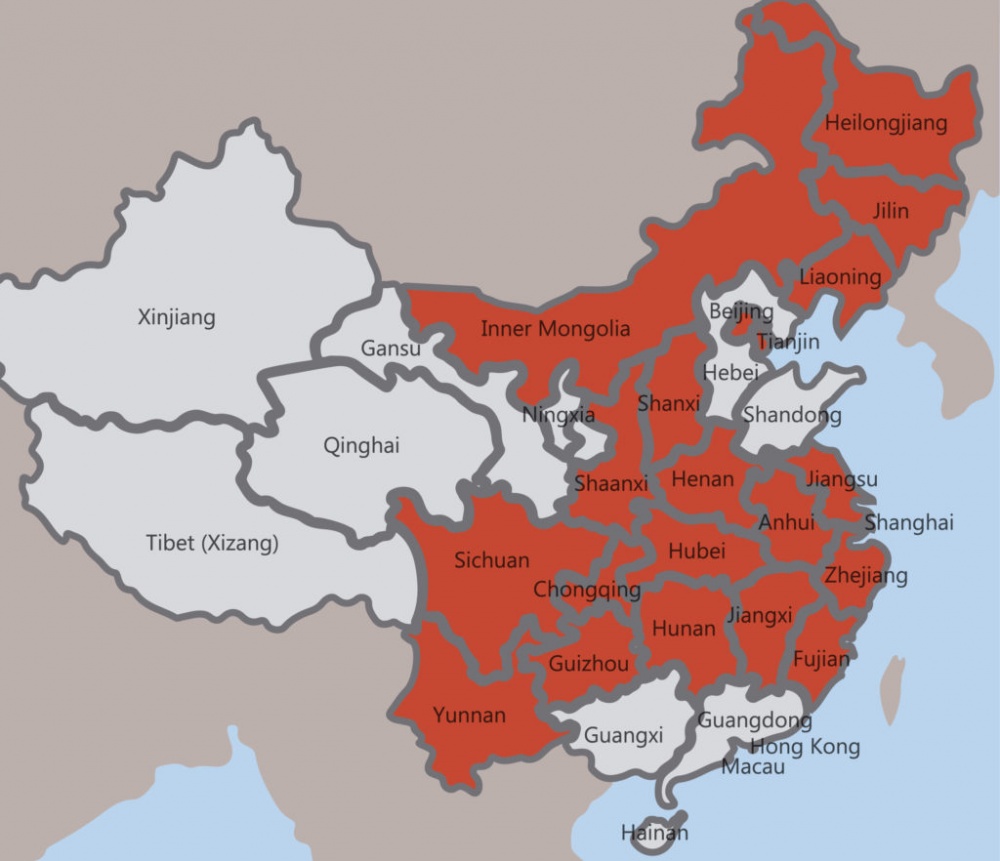 Heilongjiang
Jilin
Liaoning
Beijing
Xinjiang
Inner Mongolia
Tianjin
Gansu
Hebei
Shanxi
Ningxia
Shandong
Qinghai
Henan
Jiangsu
Shaanxi
Anhui
Shanghai
Tibet (Xizang)
Hubei
Sichuan
Zhejiang
Chongqing
Jiangxi
Hunan
Fujian
Guizhou
Yunnan
Guangdong
Guangxi
Hong Kong
Macau
Hainan